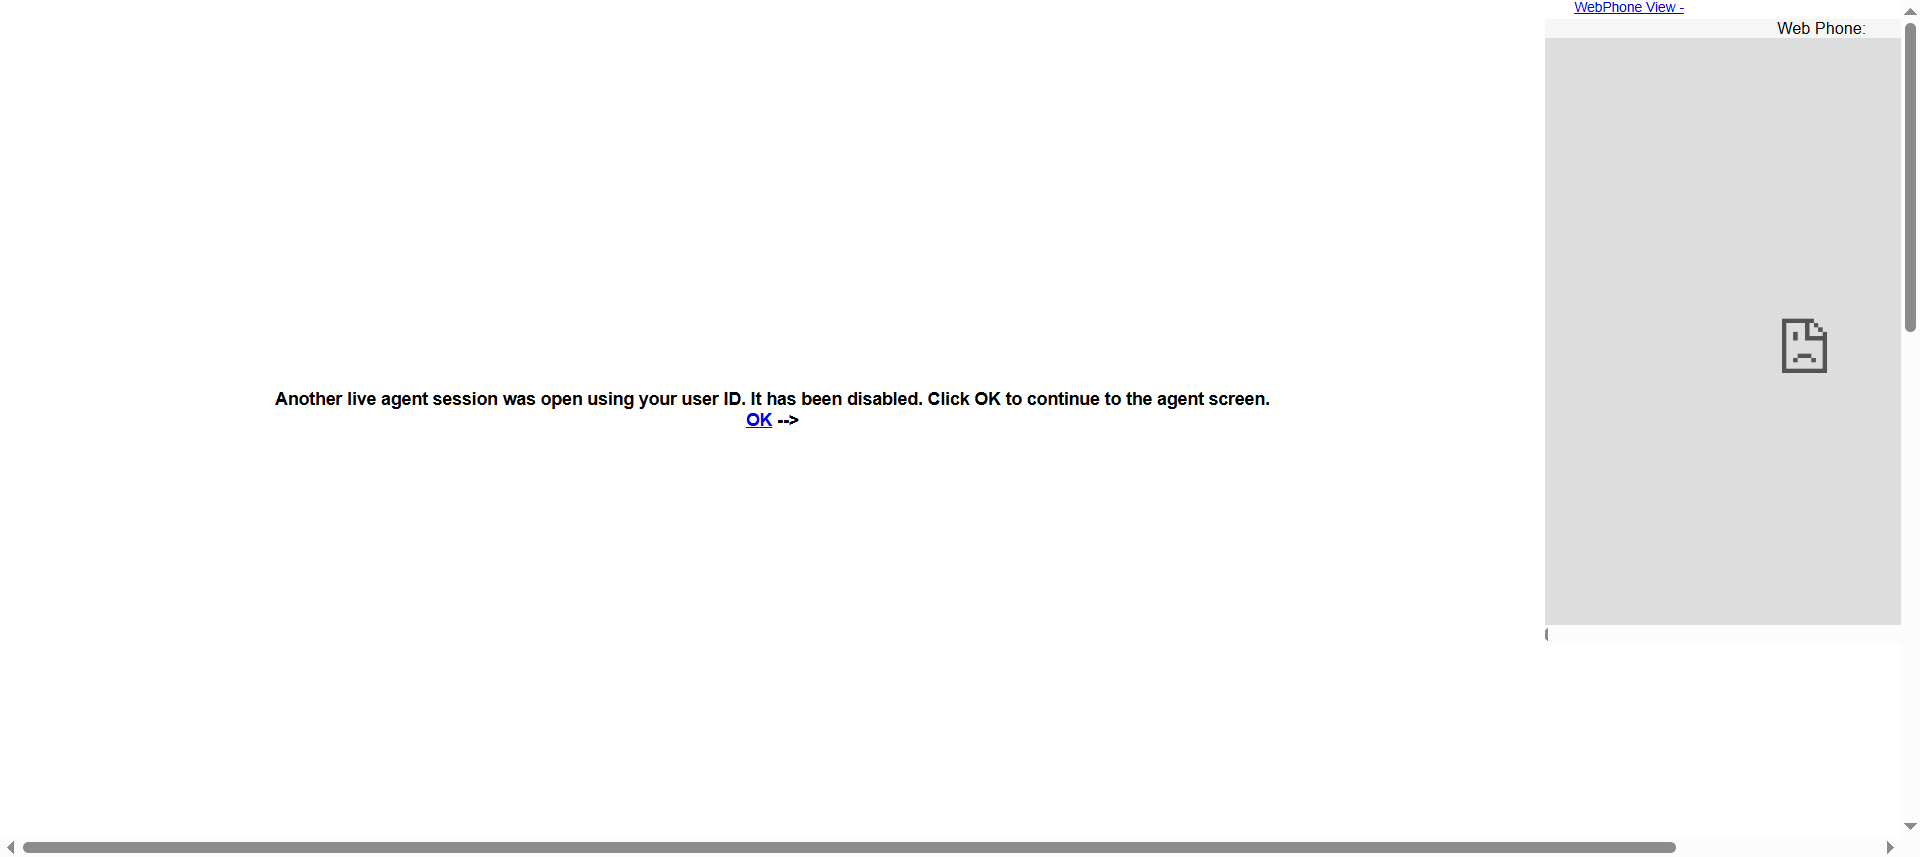 WebPhone View -
Web Phone:
Another live agent session was open using your user ID. It has been disabled. Click OK to continue to the agent screen.
OK -->